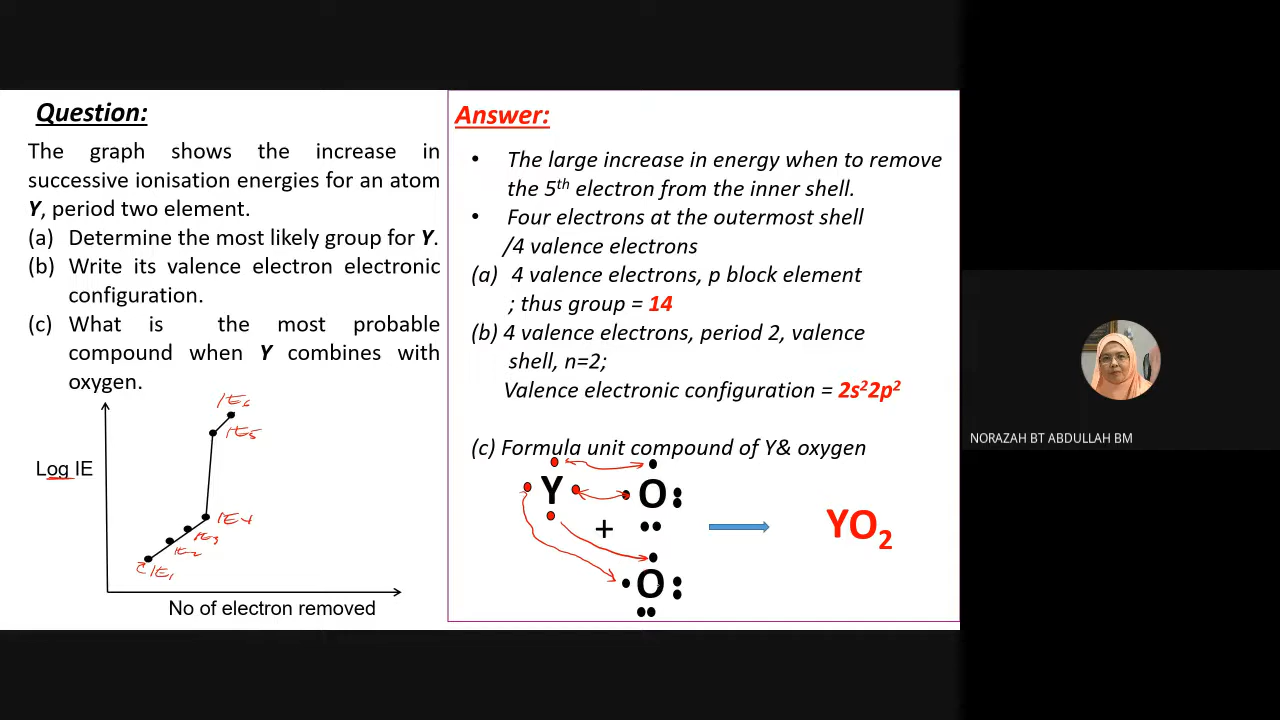 Question:
The graph shows the increase in
successive ionisation energies for an atom
Y, period two element.
(a) Determine the most likely group for Y.
(b) Write its valence electron electronic
configuration.
(c) What is the most probable
compound when Y combines with
oxygen.
IE6
IE5
Log IE
IE4
IE3
IE2
IE1
No of electron removed
Answer:
• The large increase in energy when to remove
the 5th electron from the inner shell.
• Four electrons at the outermost shell
/4 valence electrons
(a) 4 valence electrons, p block element
; thus group = 14
(b) 4 valence electrons, period 2, valence
shell, n=2;
Valence electronic configuration = 2s²2p²
(c) Formula unit compound of Y& oxygen
Y O
+
YO₂
O
NORAZAH BT ABDULLAH BM